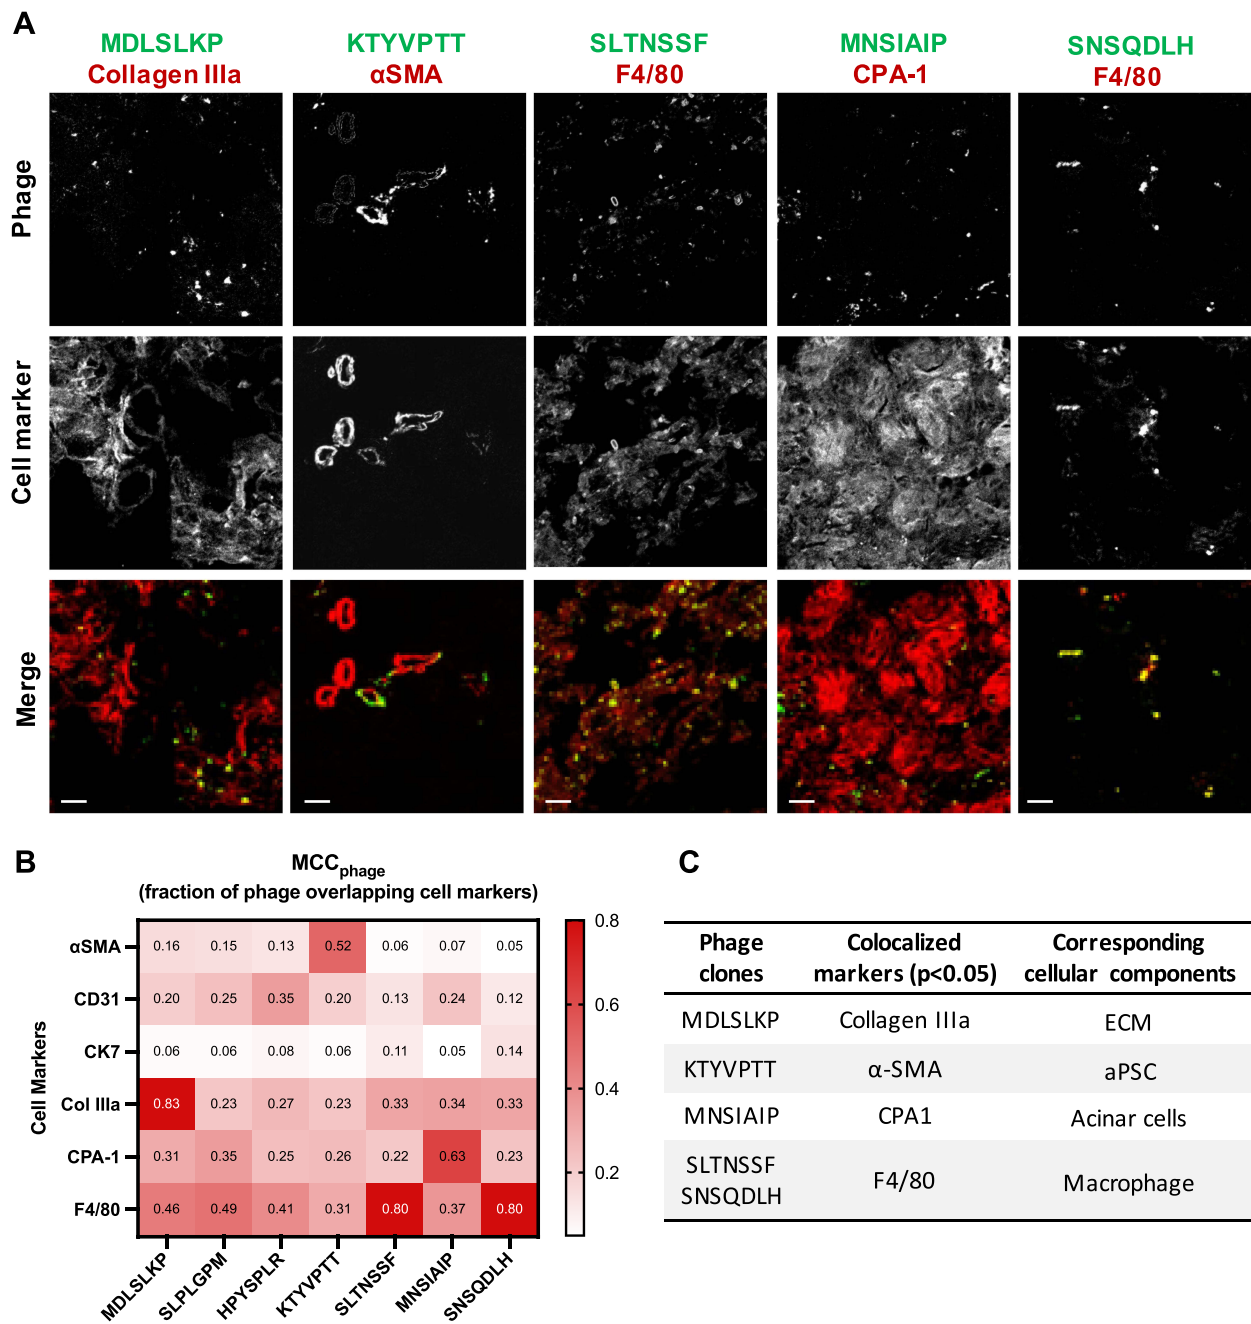 A
MDLSLKP
Collagen IIIa
KTYVPTT
αSMA
SLTNSSF
F4/80
MNSIAIP
CPA-1
SNSQDLH
F4/80
Phage
Cell marker
Merge
B
MCCphage
(fraction of phage overlapping cell markers)
Cell Markers
αSMA 0.16 0.15 0.13 0.52 0.06 0.07 0.05
CD31 0.20 0.25 0.35 0.20 0.13 0.24 0.12
CK7 0.06 0.06 0.08 0.06 0.11 0.05 0.14
Col IIIa 0.83 0.23 0.27 0.23 0.33 0.34 0.33
CPA-1 0.31 0.35 0.25 0.26 0.22 0.63 0.23
F4/80 0.46 0.49 0.41 0.31 0.80 0.37 0.80
MDLSLKP SLPLGPM HPYSPLR KTYVPTT SLTNSSF MNSIAIP SNSQDLH
0.8
0.6
0.4
0.2
C
Phage clones
Colocalized markers (p<0.05)
Corresponding cellular components
MDLSLKP Collagen IIIa ECM
KTYVPTT α-SMA aPSC
MNSIAIP CPA1 Acinar cells
SLTNSSF
SNSQDLH F4/80 Macrophage